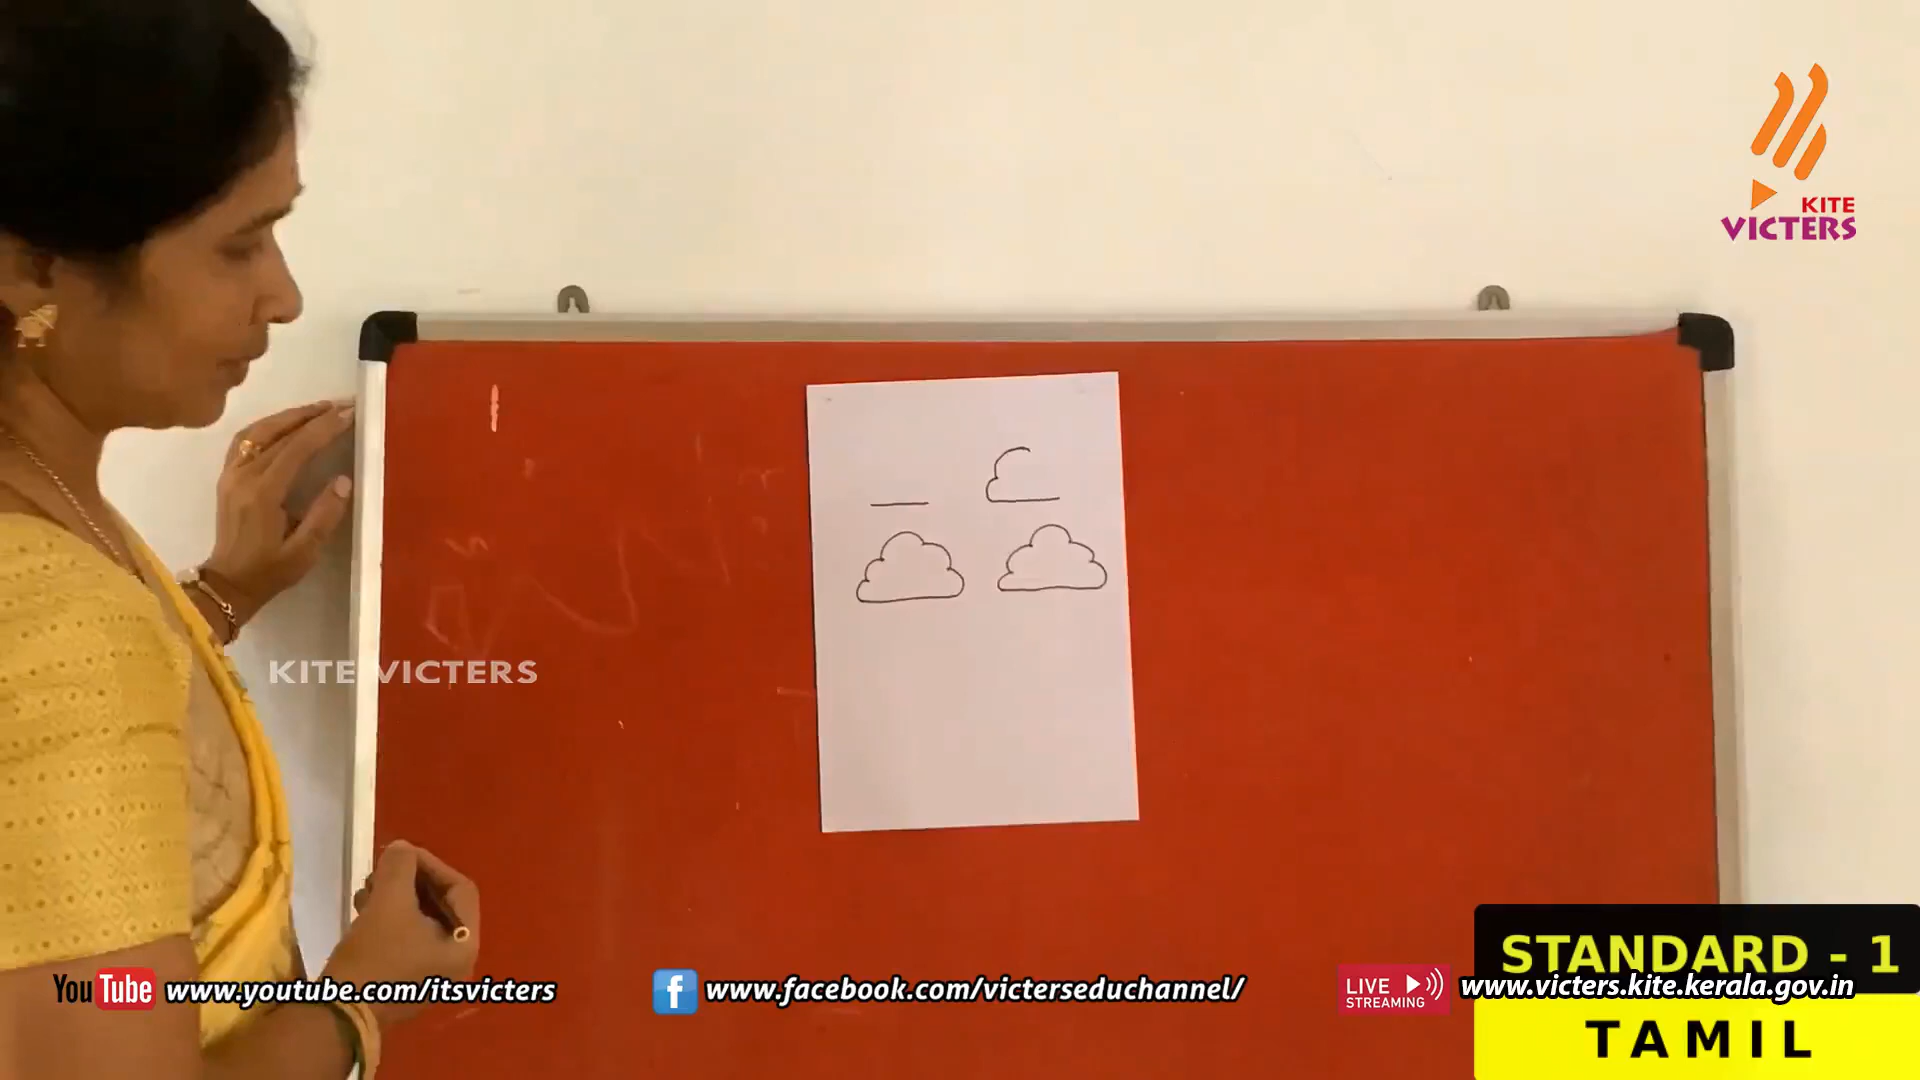 KITE
VICTERS
KITE VICTERS
STANDARD - 1
You Tube www.youtube.com/itsvicters
f www.facebook.com/victerseduchannel/
LIVE STREAMING www.victers.kite.kerala.gov.in
TAMIL